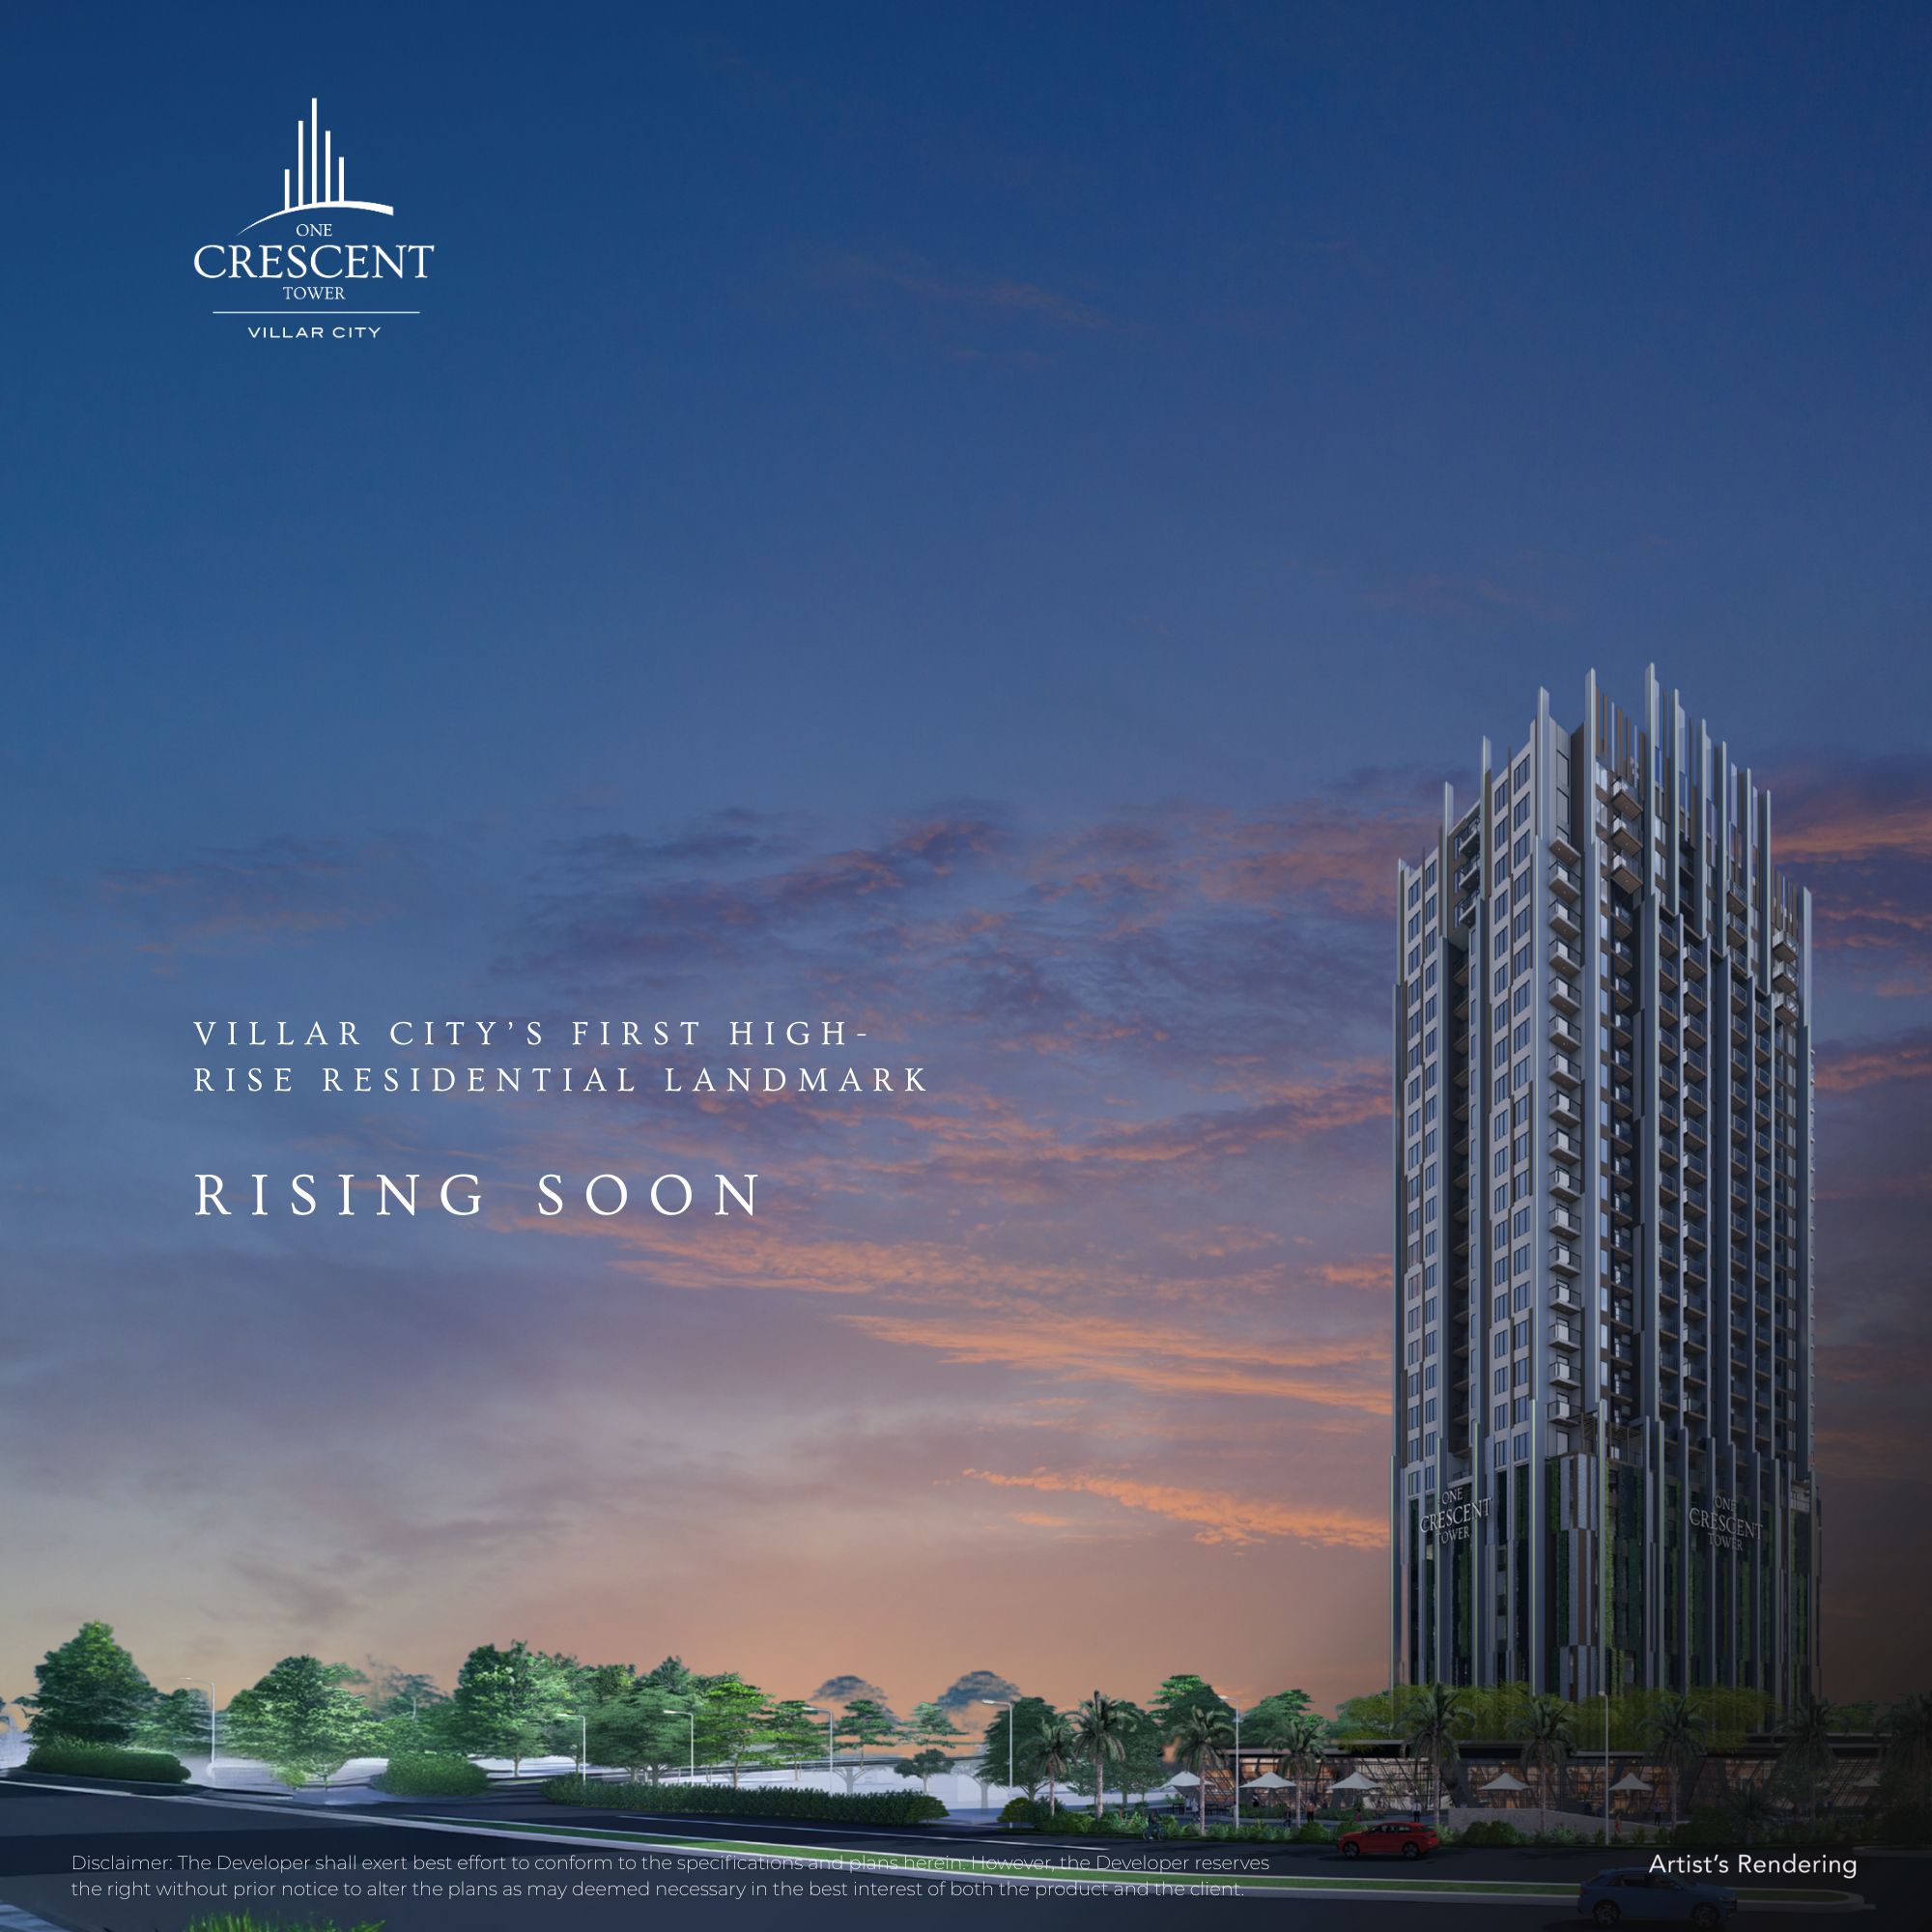 ONE
CRESCENT
TOWER
VILLAR CITY
VILLAR CITY’S FIRST HIGH-
RISE RESIDENTIAL LANDMARK
RISING SOON
ONE
CRESCENT
TOWER
ONE
CRESCENT
TOWER
Disclaimer: The Developer shall exert best effort to conform to the specifications and plans herein. However, the Developer reserves
the right without prior notice to alter the plans as may deemed necessary in the best interest of both the product and the client.
Artist’s Rendering